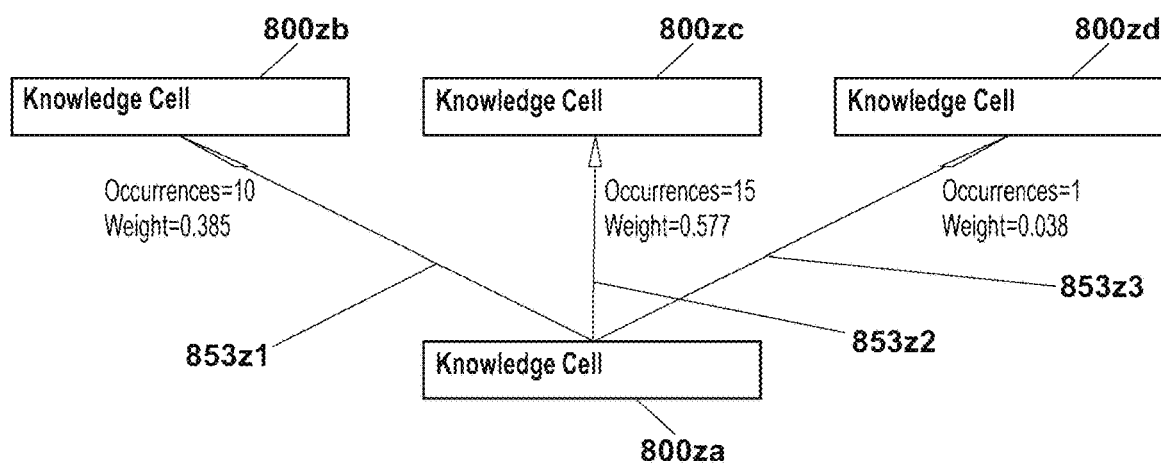 800zb
800zc
800zd
Knowledge Cell
Knowledge Cell
Knowledge Cell
Occurrences=10
Weight=0.385
Occurrences=15
Weight=0.577
Occurrences=1
Weight=0.038
853z3
853z2
853z1
Knowledge Cell
800za